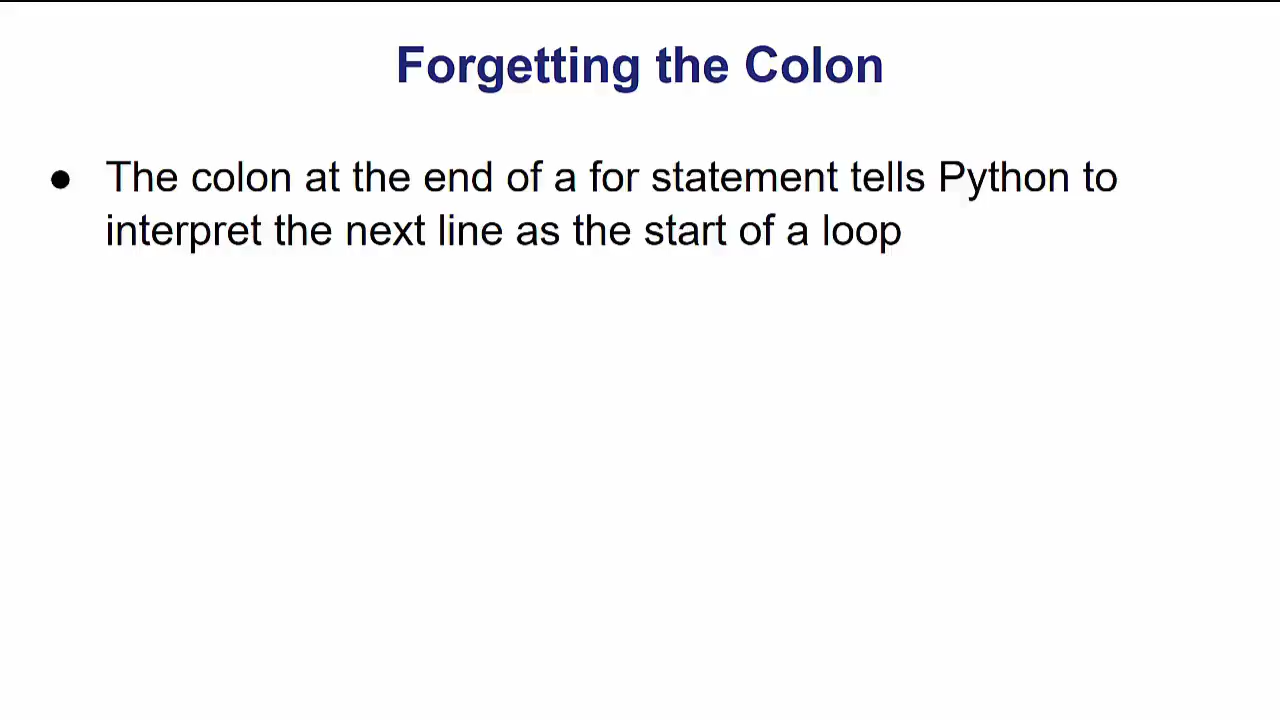 Forgetting the Colon
● The colon at the end of a for statement tells Python to
interpret the next line as the start of a loop